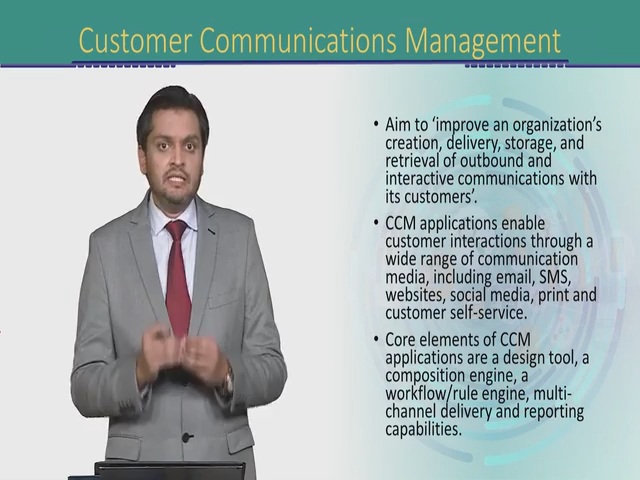 Customer Communications Management
• Aim to ‘improve an organization’s
creation, delivery, storage, and
retrieval of outbound and
interactive communications with
its customers’.
• CCM applications enable
customer interactions through a
wide range of communication
media, including email, SMS,
websites, social media, print and
customer self-service.
• Core elements of CCM
applications are a design tool, a
composition engine, a
workflow/rule engine, multi-
channel delivery and reporting
capabilities.